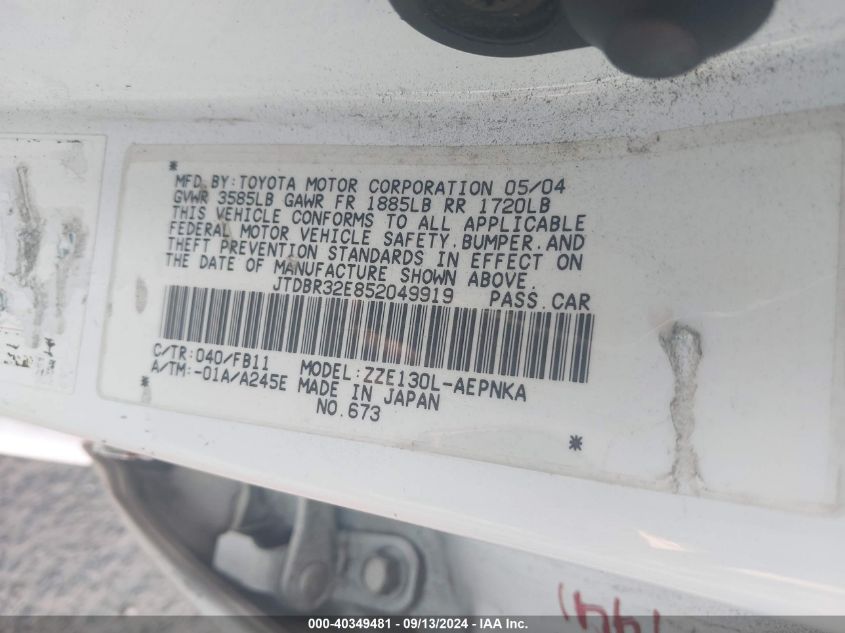 *
MFD. BY: TOYOTA MOTOR CORPORATION 05/04
GVWR 3585LB GAWR FR 1885LB RR 1720LB
THIS VEHICLE CONFORMS TO ALL APPLICABLE
FEDERAL MOTOR VEHICLE SAFETY. BUMPER. AND
THEFT PREVENTION STANDARDS IN EFFECT ON
THE DATE OF MANUFACTURE SHOWN ABOVE.
JTDBR32E852049919 PASS. CAR
C/TR: 040/FB11 MODEL: ZZE130L-AEPNKA
A/TM: -01A/A245E MADE IN JAPAN
NO. 673
*
000-40349481 - 09/13/2024 - © IAA Holdings, LLC